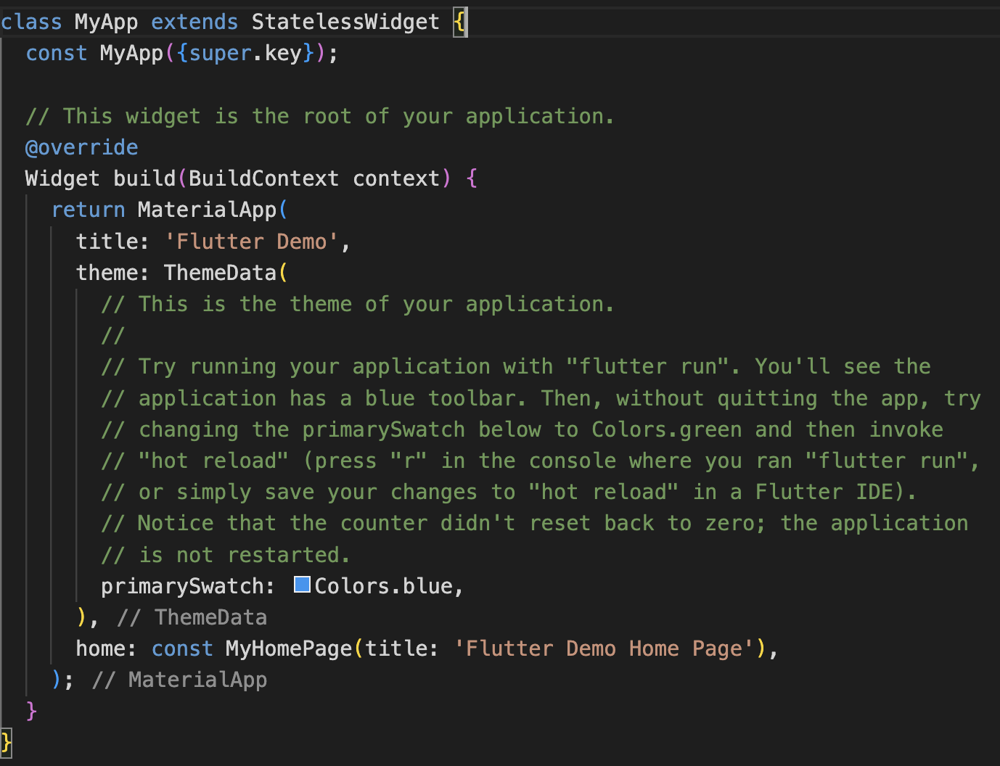 class MyApp extends StatelessWidget {
  const MyApp({super.key});

  // This widget is the root of your application.
  @override
  Widget build(BuildContext context) {
    return MaterialApp(
      title: 'Flutter Demo',
      theme: ThemeData(
        // This is the theme of your application.
        //
        // Try running your application with "flutter run". You'll see the
        // application has a blue toolbar. Then, without quitting the app, try
        // changing the primarySwatch below to Colors.green and then invoke
        // "hot reload" (press "r" in the console where you ran "flutter run",
        // or simply save your changes to "hot reload" in a Flutter IDE).
        // Notice that the counter didn't reset back to zero; the application
        // is not restarted.
        primarySwatch: Colors.blue,
      ), // ThemeData
      home: const MyHomePage(title: 'Flutter Demo Home Page'),
    ); // MaterialApp
  }
}